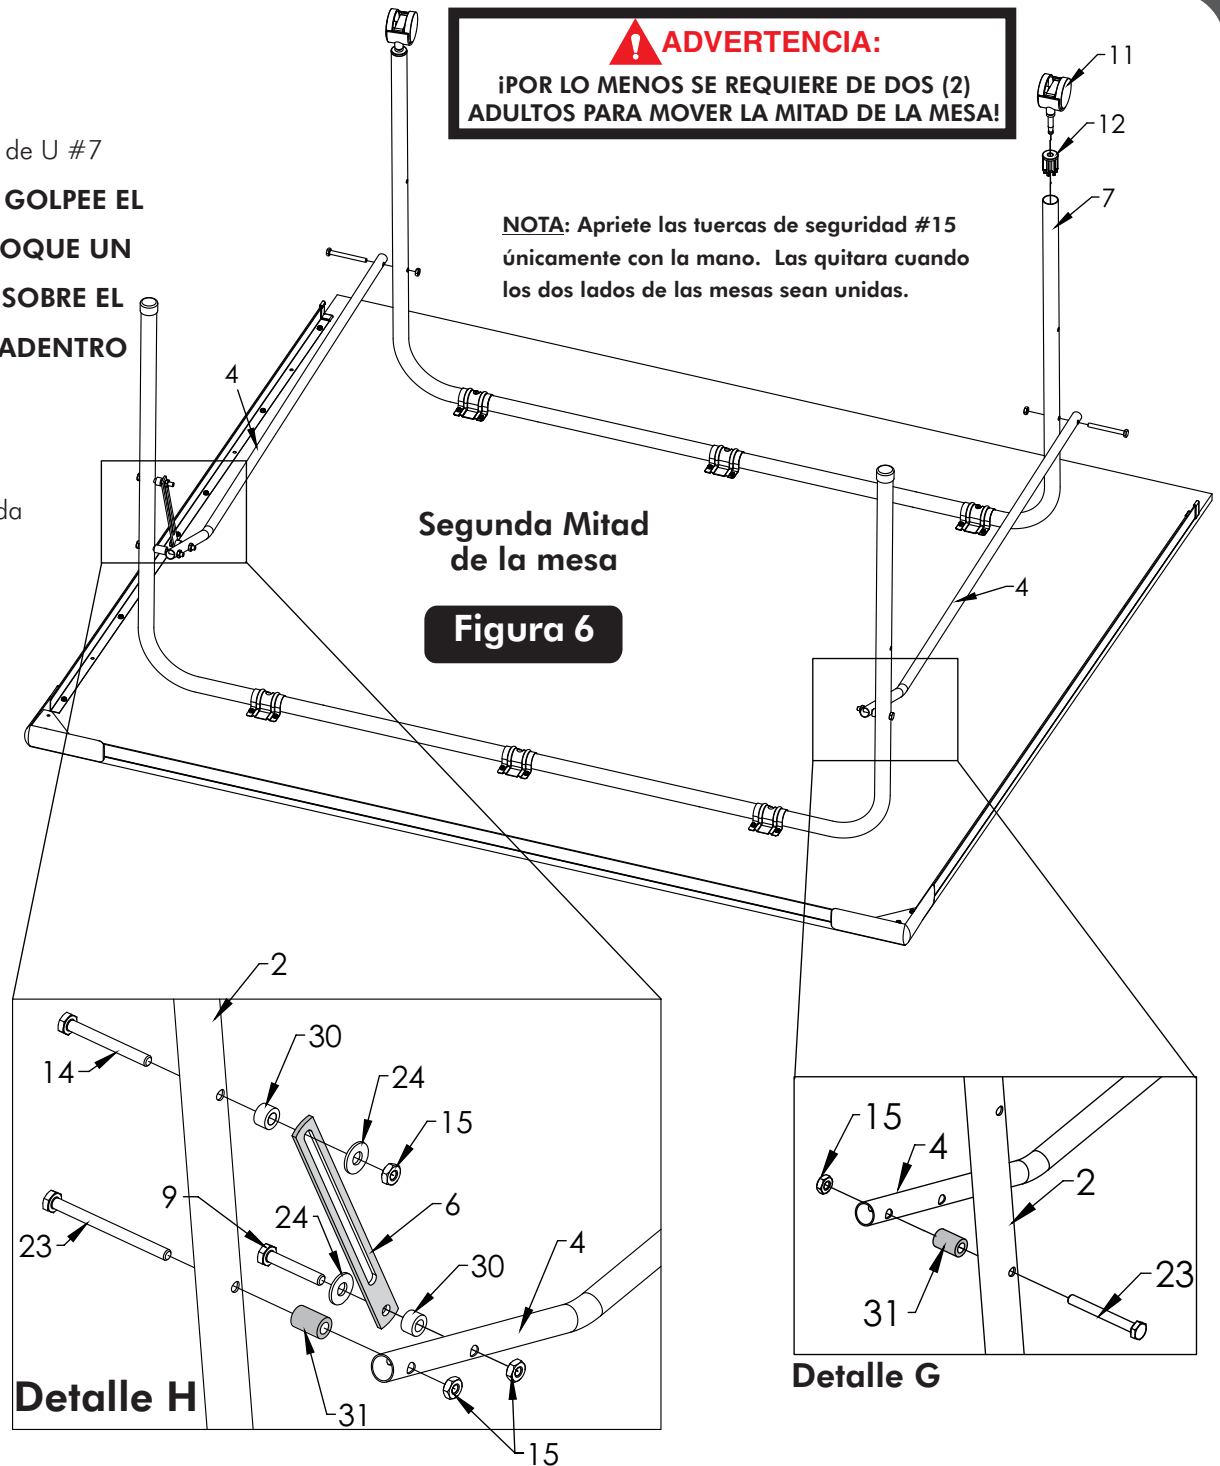 ADVERTENCIA:
¡POR LO MENOS SE REQUIERE DE DOS (2)
ADULTOS PARA MOVER LA MITAD DE LA MESA!
11
12
7
de U #7
GOLPEE EL
OQUE UN
SOBRE EL
ADENTRO
da
NOTA: Apriete las tuercas de seguridad #15
únicamente con la mano. Las quitara cuando
los dos lados de las mesas sean unidas.
4
4
Segunda Mitad
de la mesa
Figura 6
2
14
30
24
15
9
24
6
23
4
30
31
15
Detalle H
15
4
2
31
23
Detalle G